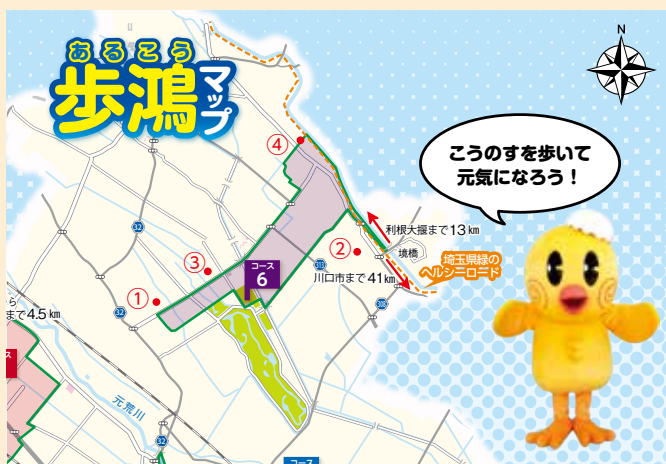 あるこう
歩鴻マップ
N
こうのすを歩いて
元気になろう！
④
利根大堰まで13km
境橋
②
埼玉県緑の
ヘルシーロード
川口市まで41km
32
③
コース
6
313
308
①
ら
まで4.5km
32
ス
元荒川
32
コース